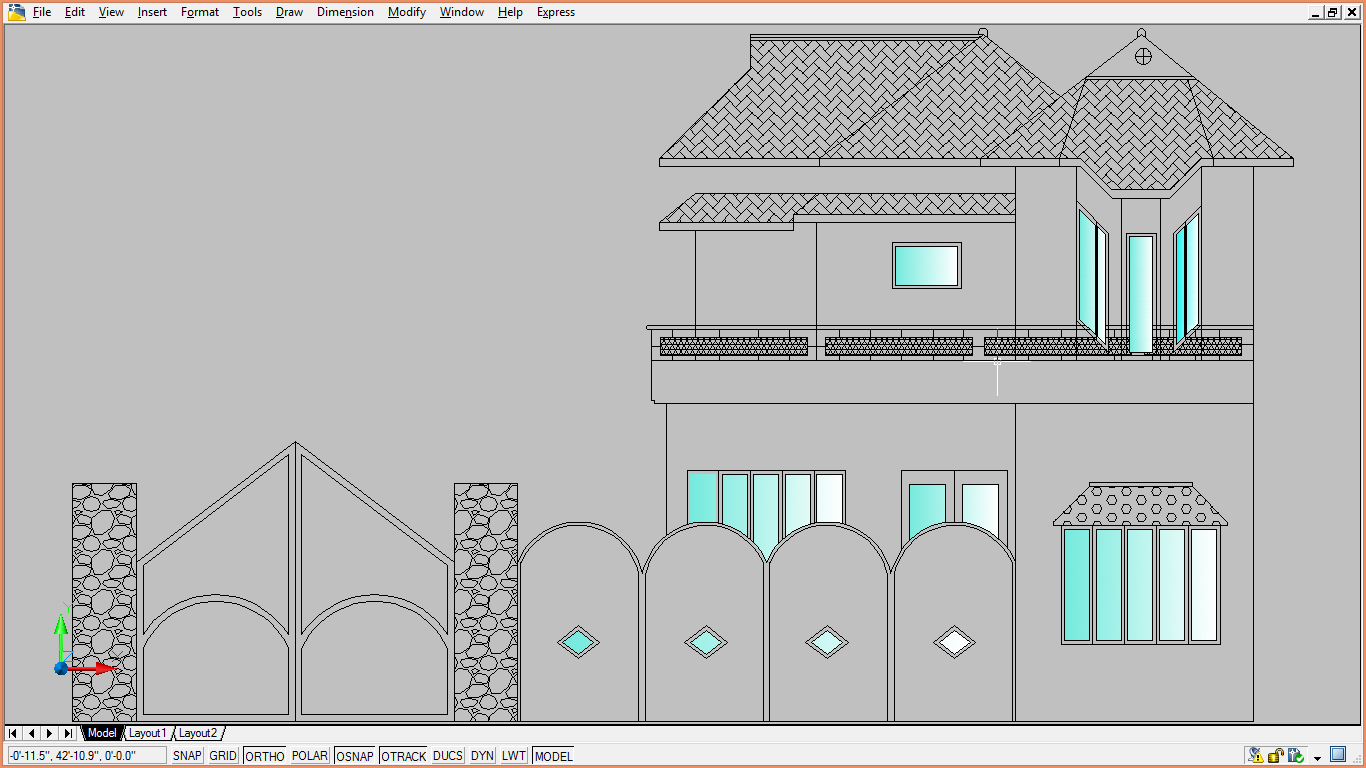 File Edit View Insert Format Tools Draw Dimension Modify Window Help Express
Model Layout1 Layout2
-0'-11.5", 42'-10.9", 0'-0.0" SNAP GRID ORTHO POLAR OSNAP OTRACK DUCS DYN LWT MODEL